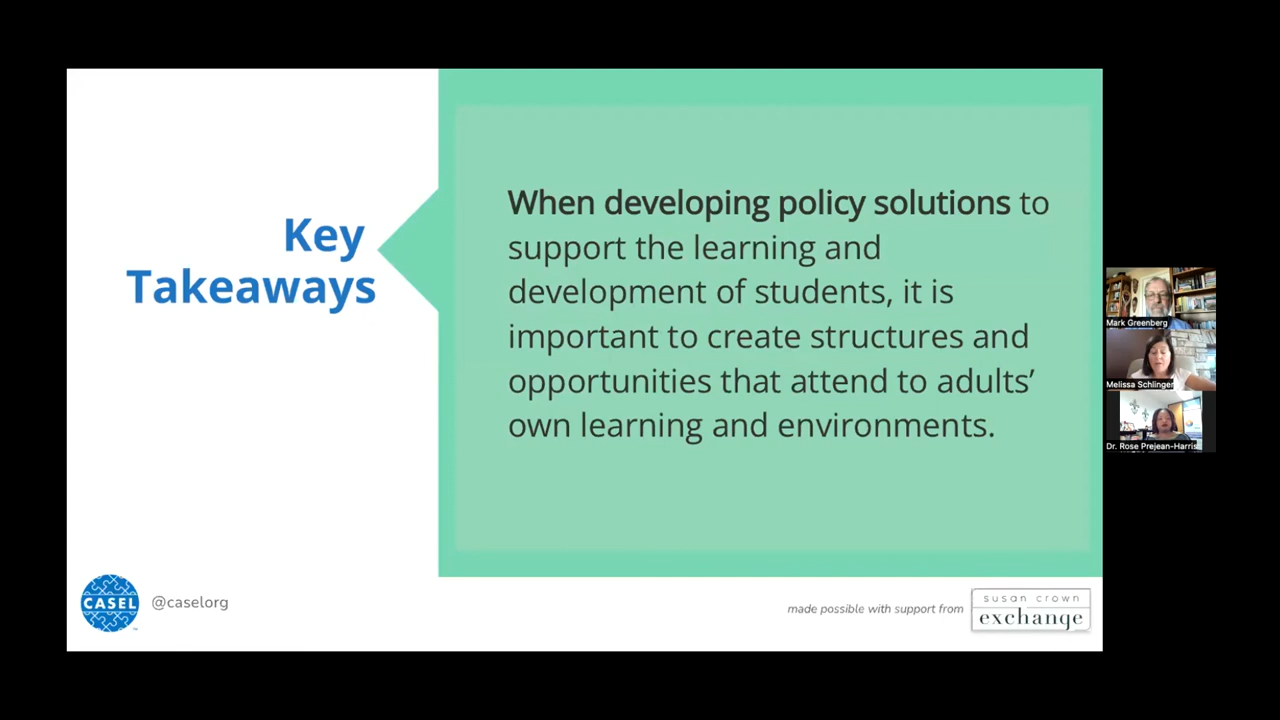 Key
Takeaways
When developing policy solutions to
support the learning and
development of students, it is
important to create structures and
opportunities that attend to adults’
own learning and environments.
CASEL
@caselorg
made possible with support from
susan crown
exchange
Mark Greenberg
Melissa Schlinger
Dr. Rose Prejean-Harris